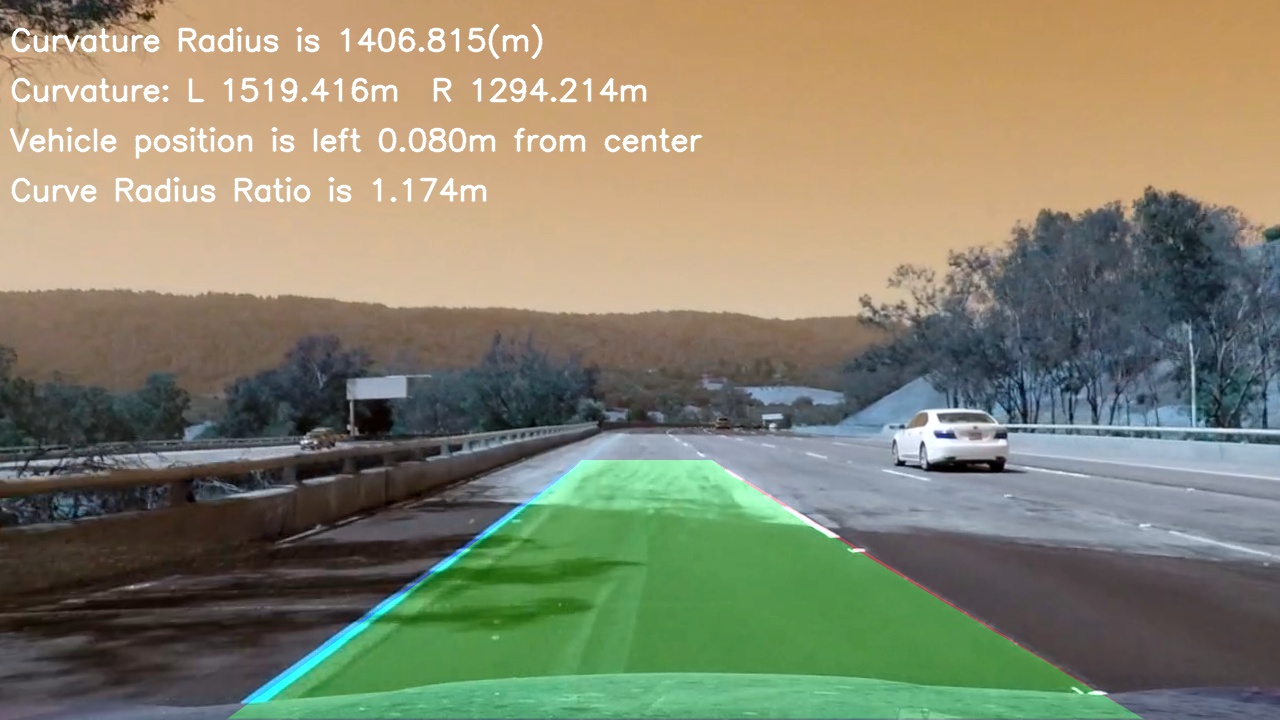 Curvature Radius is 1406.815(m)
Curvature: L 1519.416m R 1294.214m
Vehicle position is left 0.080m from center
Curve Radius Ratio is 1.174m